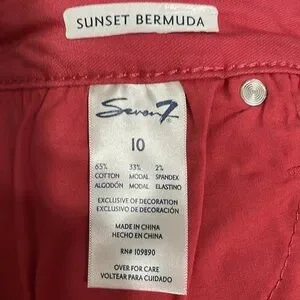 SUNSET BERMUDA
Seven7
10
65% 33% 2%
COTTON MODAL SPANDEX
ALGODÓN MODAL ELASTINO
EXCLUSIVE OF DECORATION
EXCLUSIVO DE DECORACIÓN
MADE IN CHINA
HECHO EN CHINA
RN# 109890
OVER FOR CARE
VOLTEAR PARA CUIDADO